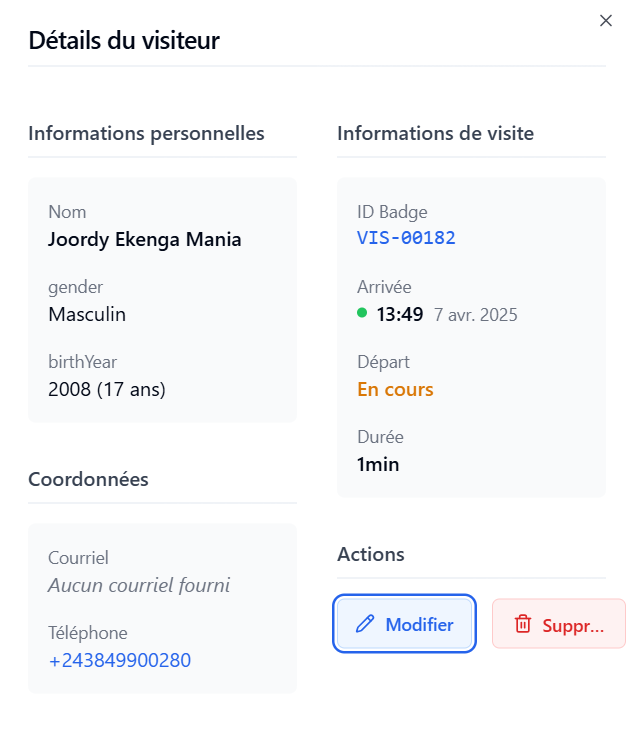 Détails du visiteur
Informations personnelles
Nom
Joordy Ekenga Mania
gender
Masculin
birthYear
2008 (17 ans)
Coordonnées
Courriel
Aucun courriel fourni
Téléphone
+243849900280
Informations de visite
ID Badge
VIS-00182
Arrivée
13:49 7 avr. 2025
Départ
En cours
Durée
1min
Actions
Modifier
Suppr...